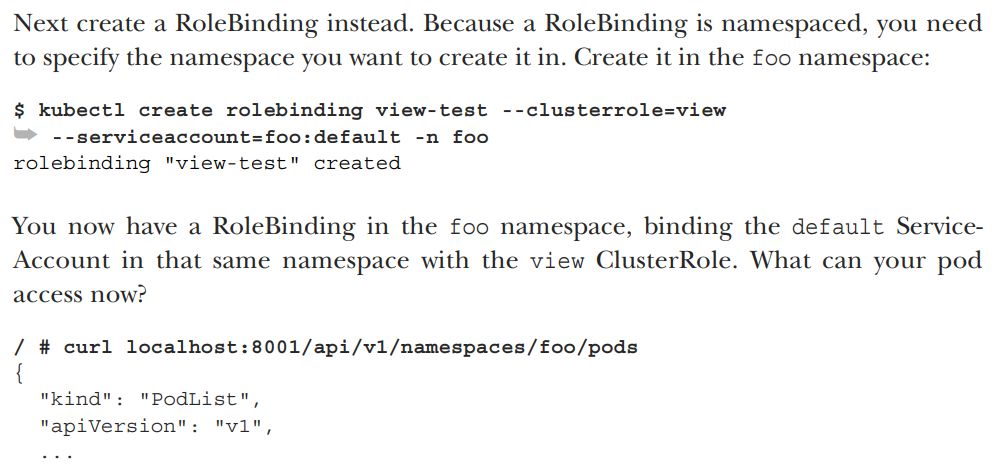 Next create a RoleBinding instead. Because a RoleBinding is namespaced, you need
to specify the namespace you want to create it in. Create it in the foo namespace:
$ kubectl create rolebinding view-test --clusterrole=view
➥ --serviceaccount=foo:default -n foo
rolebinding "view-test" created
You now have a RoleBinding in the foo namespace, binding the default Service-
Account in that same namespace with the view ClusterRole. What can your pod
access now?
/ # curl localhost:8001/api/v1/namespaces/foo/pods
{
  "kind": "PodList",
  "apiVersion": "v1",
  ...